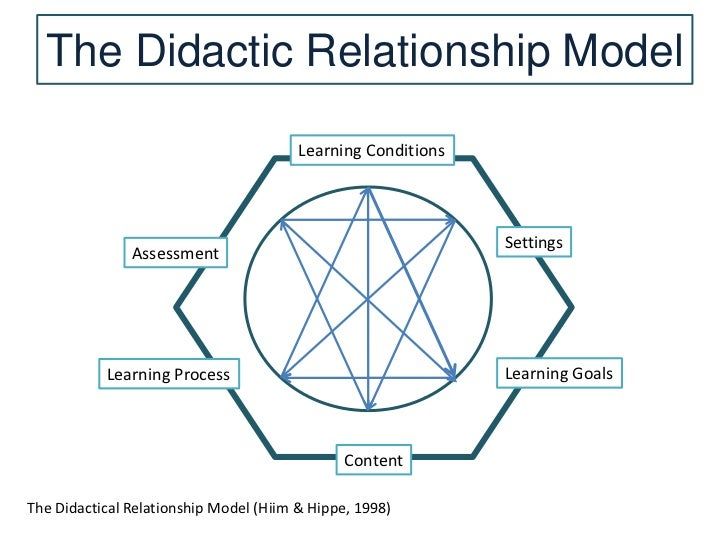 The Didactic Relationship Model
Learning Conditions
Settings
Assessment
Learning Process
Learning Goals
Content
The Didactical Relationship Model (Hiim & Hippe, 1998)